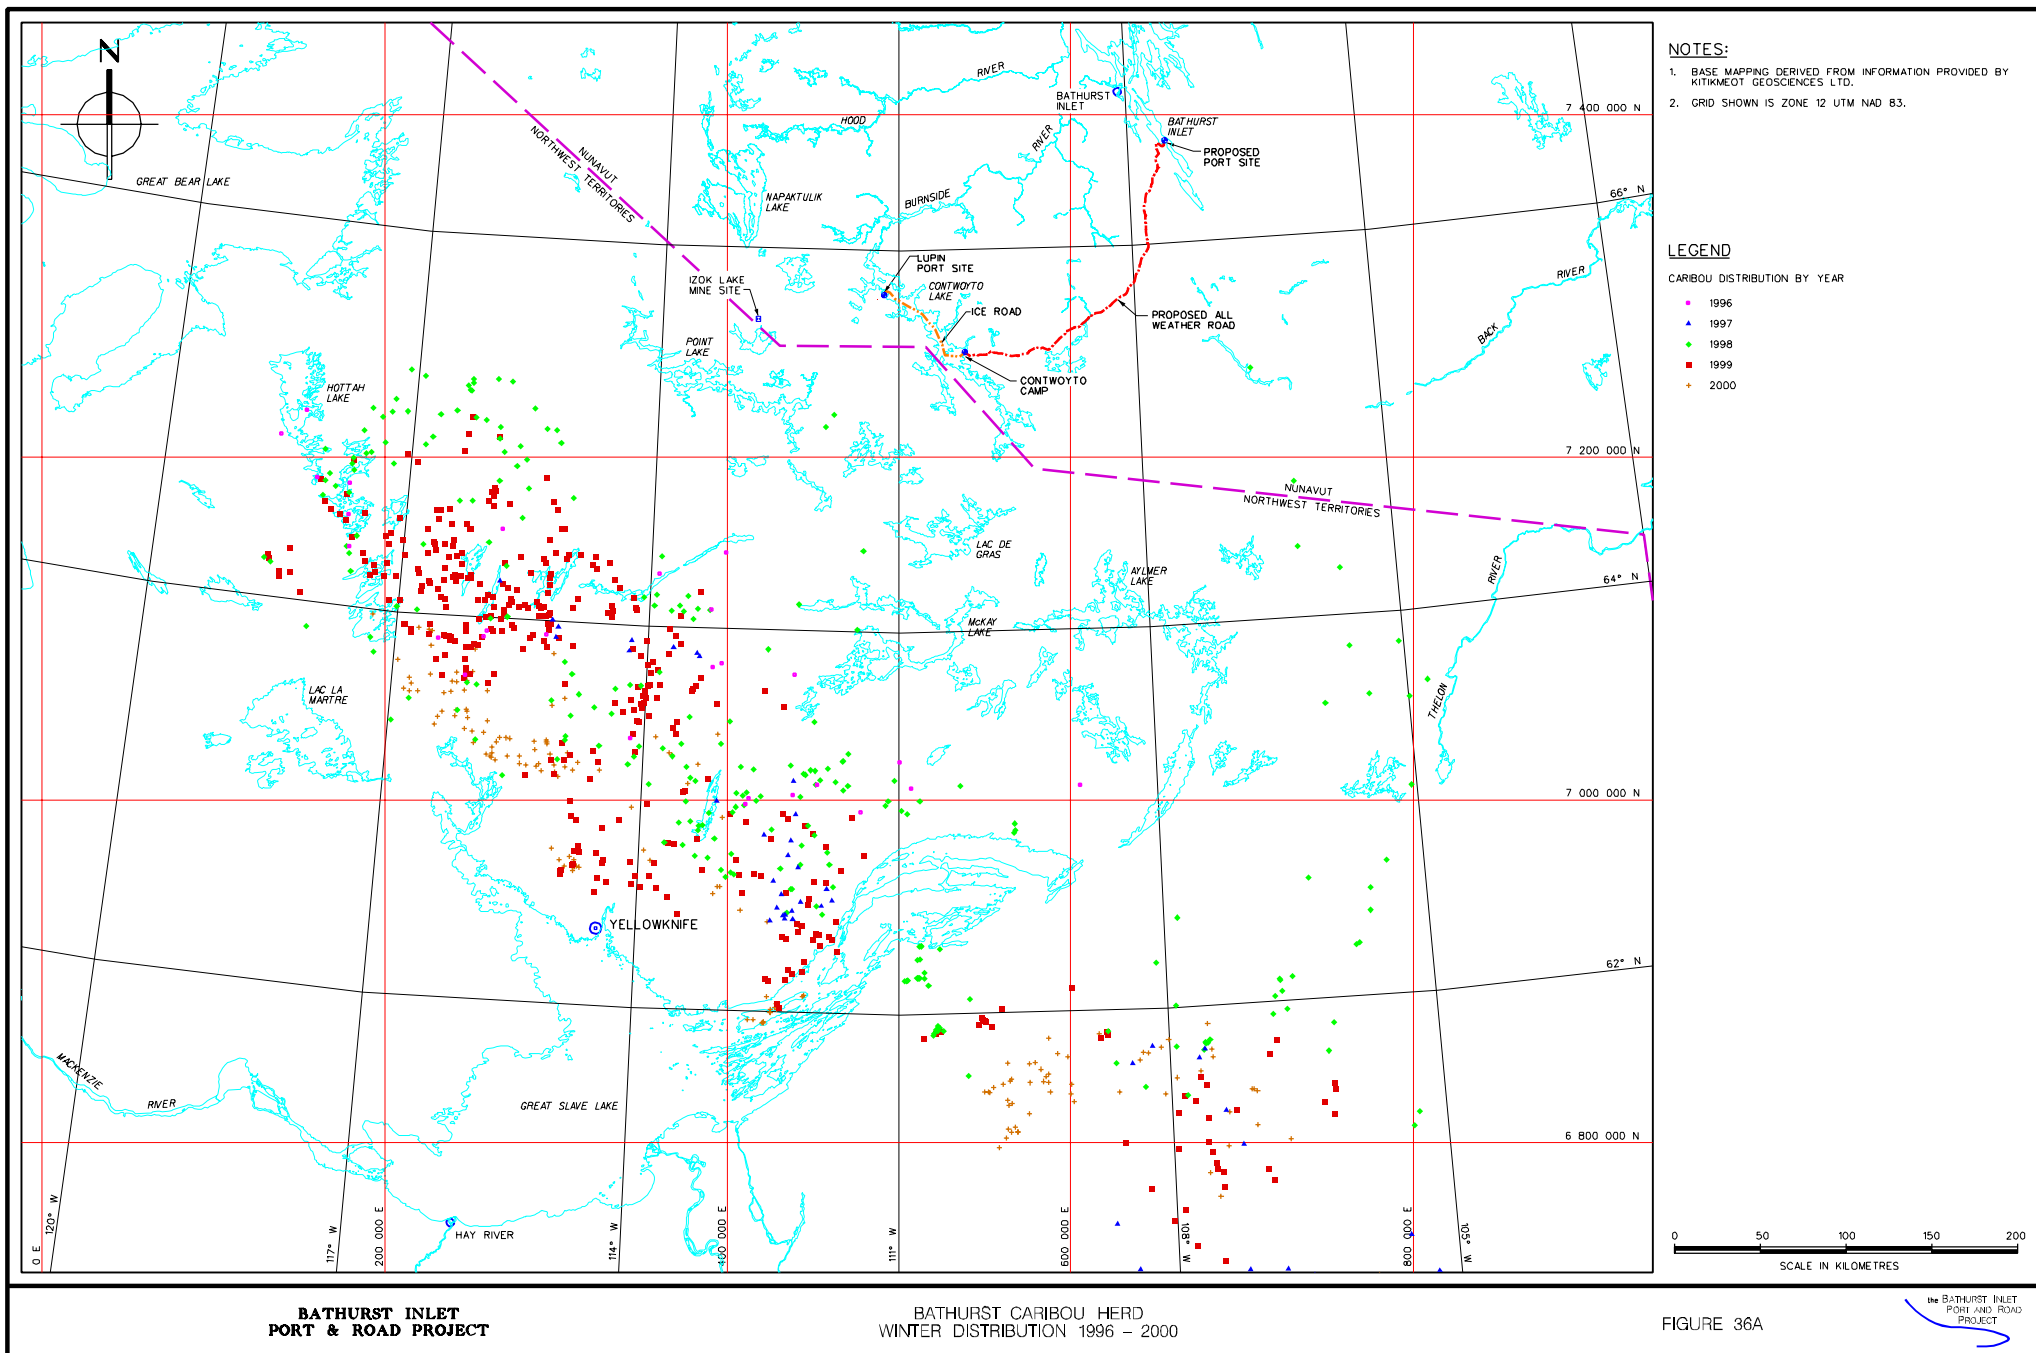 N
GREAT BEAR LAKE
NUNAVUT
NORTHWEST TERRITORIES
HOOD
RIVER
BATHURST
INLET
RIVER
BURNSIDE
BATHURST
INLET
PROPOSED
PORT SITE
NAPAKTULIK
LAKE
7 400 000 N
66° N
IZOK LAKE
MINE SITE
LUPIN
PORT SITE
CONTWOYTO
LAKE
ICE ROAD
PROPOSED ALL
WEATHER ROAD
POINT
LAKE
CONTWOYTO
CAMP
RIVER
BACK
HOTTAH
LAKE
7 200 000 N
NUNAVUT
NORTHWEST TERRITORIES
LAC DE
GRAS
AYLMER
LAKE
RIVER
64° N
McKAY
LAKE
LAC LA
MARTRE
THELON
7 000 000 N
YELLOWKNIFE
62° N
MACKENZIE
RIVER
GREAT SLAVE LAKE
6 800 000 N
HAY RIVER
0 E
120° W
117° W
200 000 E
114° W
400 000 E
111° W
600 000 E
108° W
800 000 E
105° W
NOTES:
1. BASE MAPPING DERIVED FROM INFORMATION PROVIDED BY
KITIKMEOT GEOSCIENCES LTD.
2. GRID SHOWN IS ZONE 12 UTM NAD 83.
LEGEND
CARIBOU DISTRIBUTION BY YEAR
1996
1997
1998
1999
2000
0 50 100 150 200
SCALE IN KILOMETRES
BATHURST INLET
PORT & ROAD PROJECT
BATHURST CARIBOU HERD
WINTER DISTRIBUTION 1996 - 2000
FIGURE 36A
the BATHURST INLET
PORT AND ROAD
PROJECT